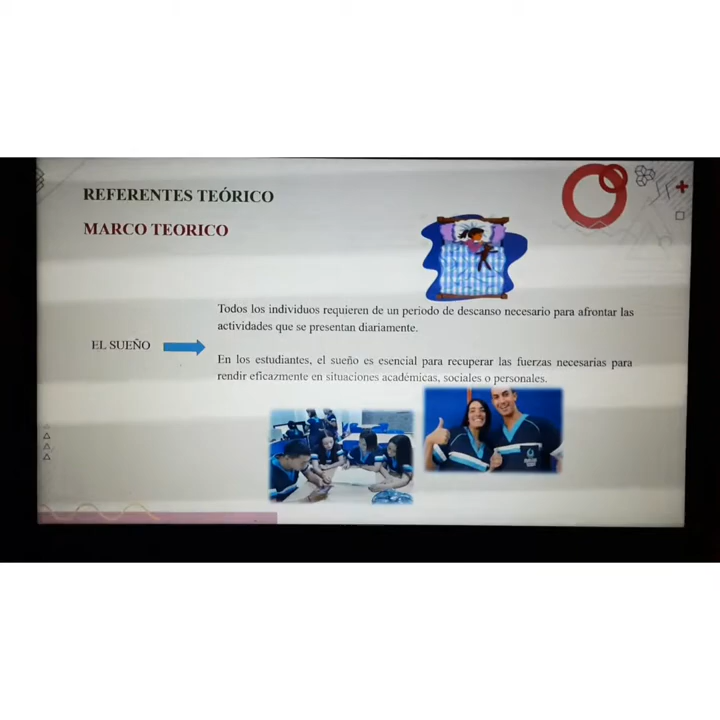 REFERENTES TEÓRICO
MARCO TEORICO
EL SUEÑO
Todos los individuos requieren de un periodo de descanso necesario para afrontar las
actividades que se presentan diariamente.
En los estudiantes, el sueño es esencial para recuperar las fuerzas necesarias para
rendir eficazmente en situaciones académicas, sociales o personales.